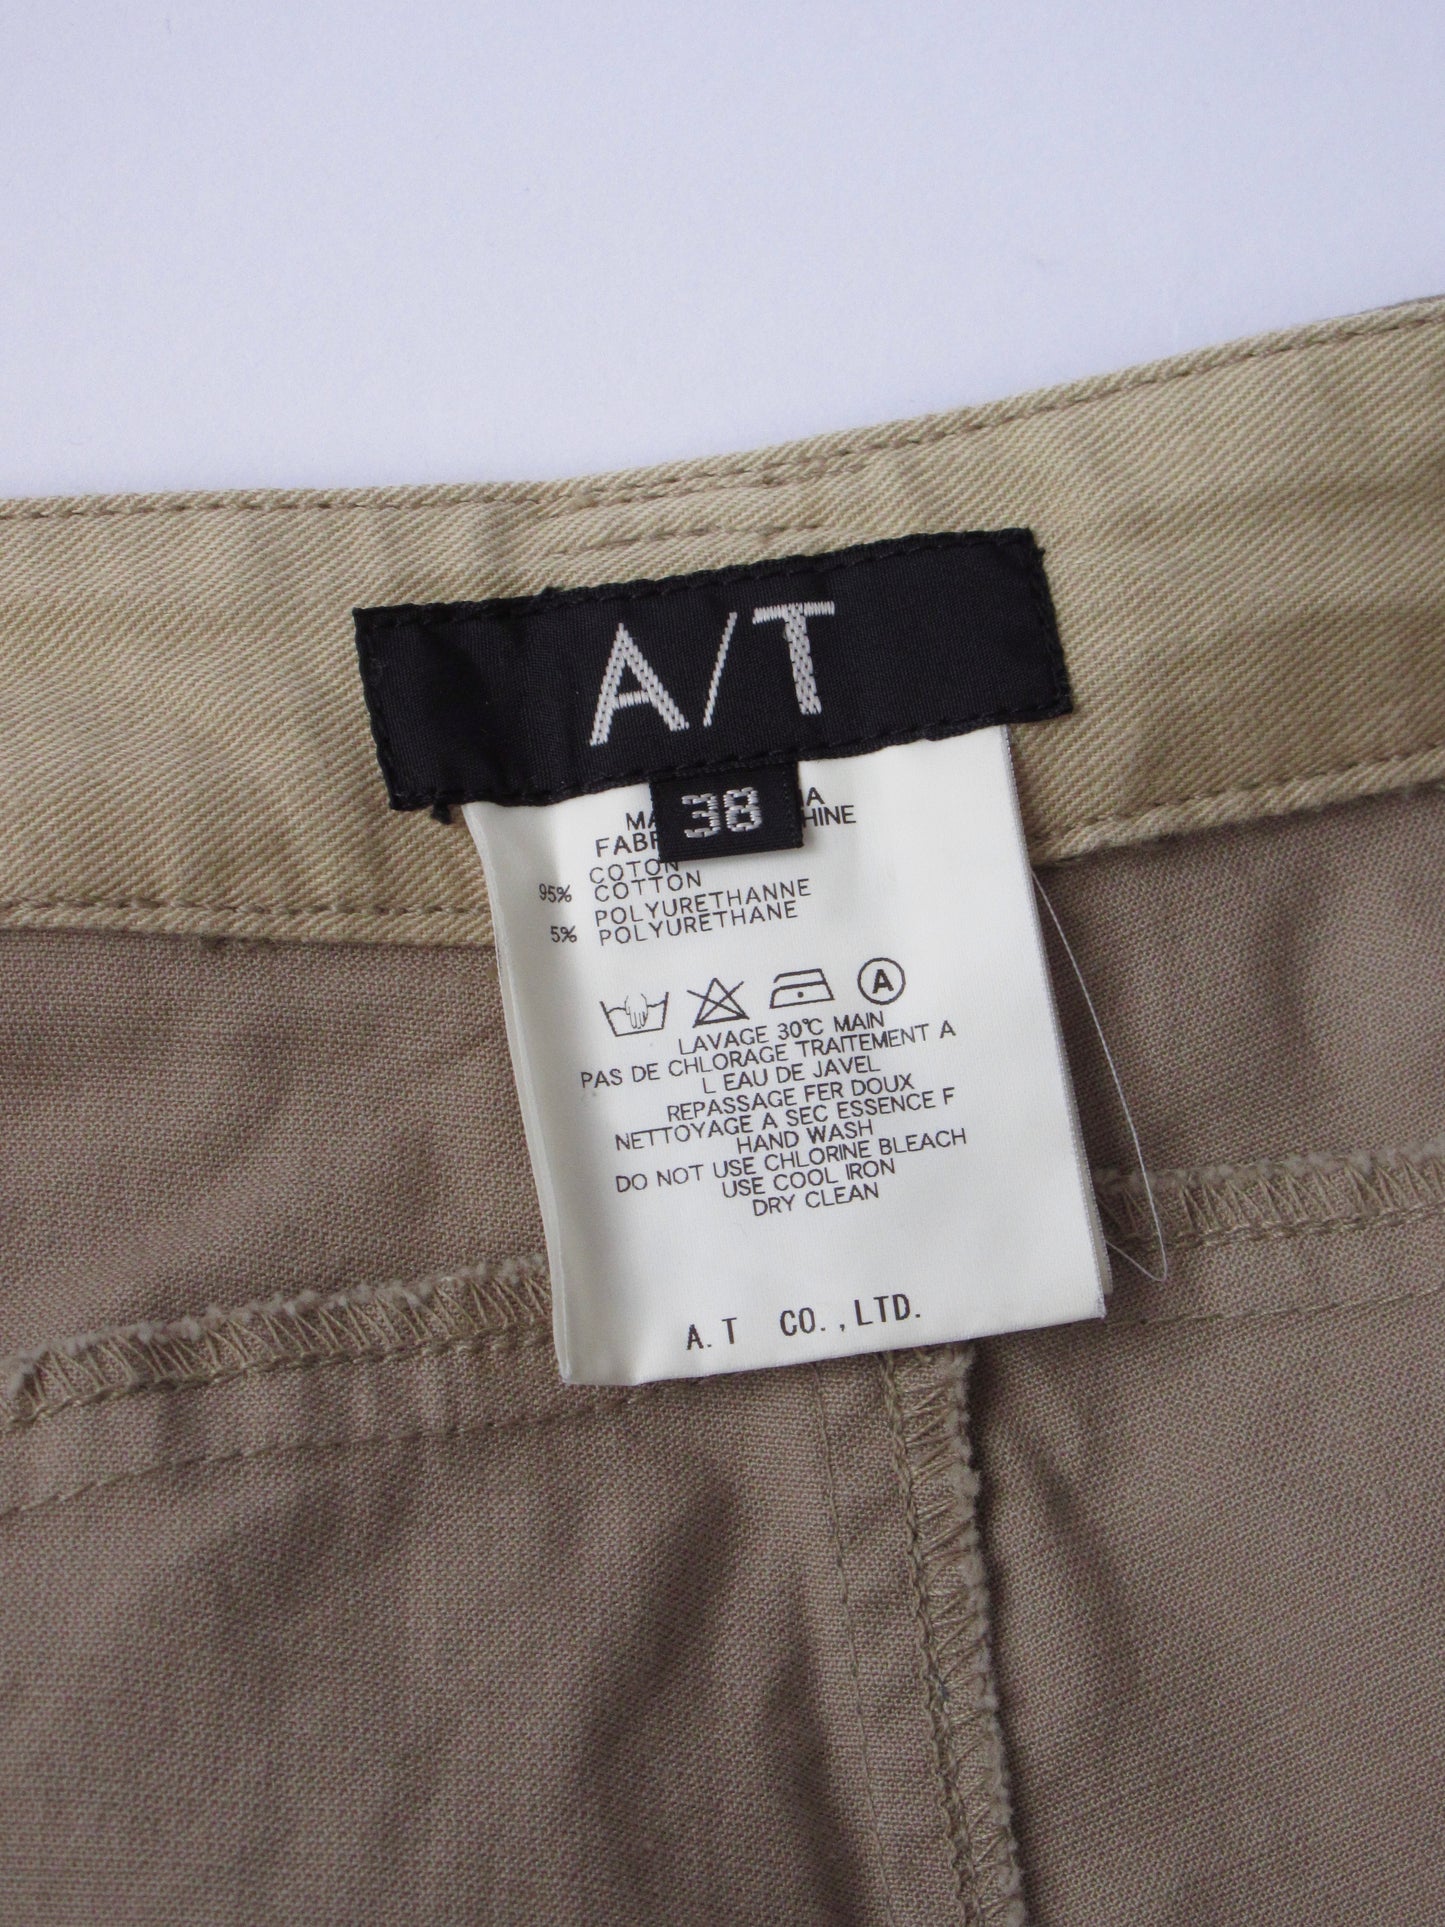 A/T
38
COTON
95% COTTON
POLYURETHANNE
5% POLYURETHANE
A
LAVAGE 30°C MAIN
PAS DE CHLORAGE TRAITEMENT A
L EAU DE JAVEL
REPASSAGE FER DOUX
NETTOYAGE A SEC ESSENCE F
HAND WASH
DO NOT USE CHLORINE BLEACH
USE COOL IRON
DRY CLEAN
A.T CO.,LTD.